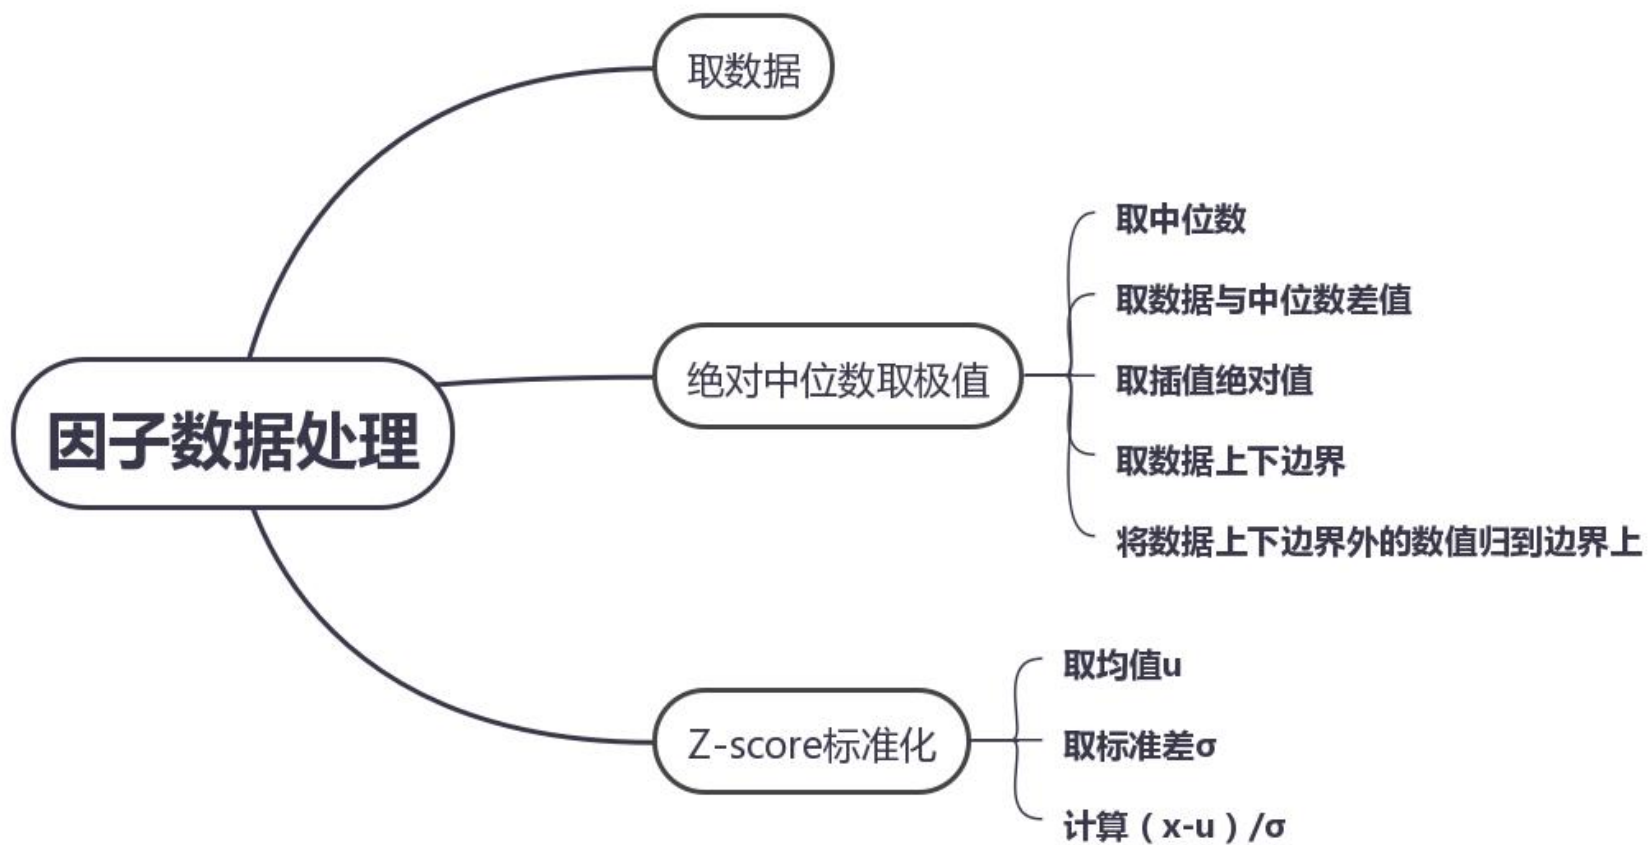 取数据
取中位数
取数据与中位数差值
绝对中位数取极值
取插值绝对值
取数据上下边界
将数据上下边界外的数值归到边界上
因子数据处理
取均值u
Z-score标准化
取标准差σ
计算（x-u）/σ